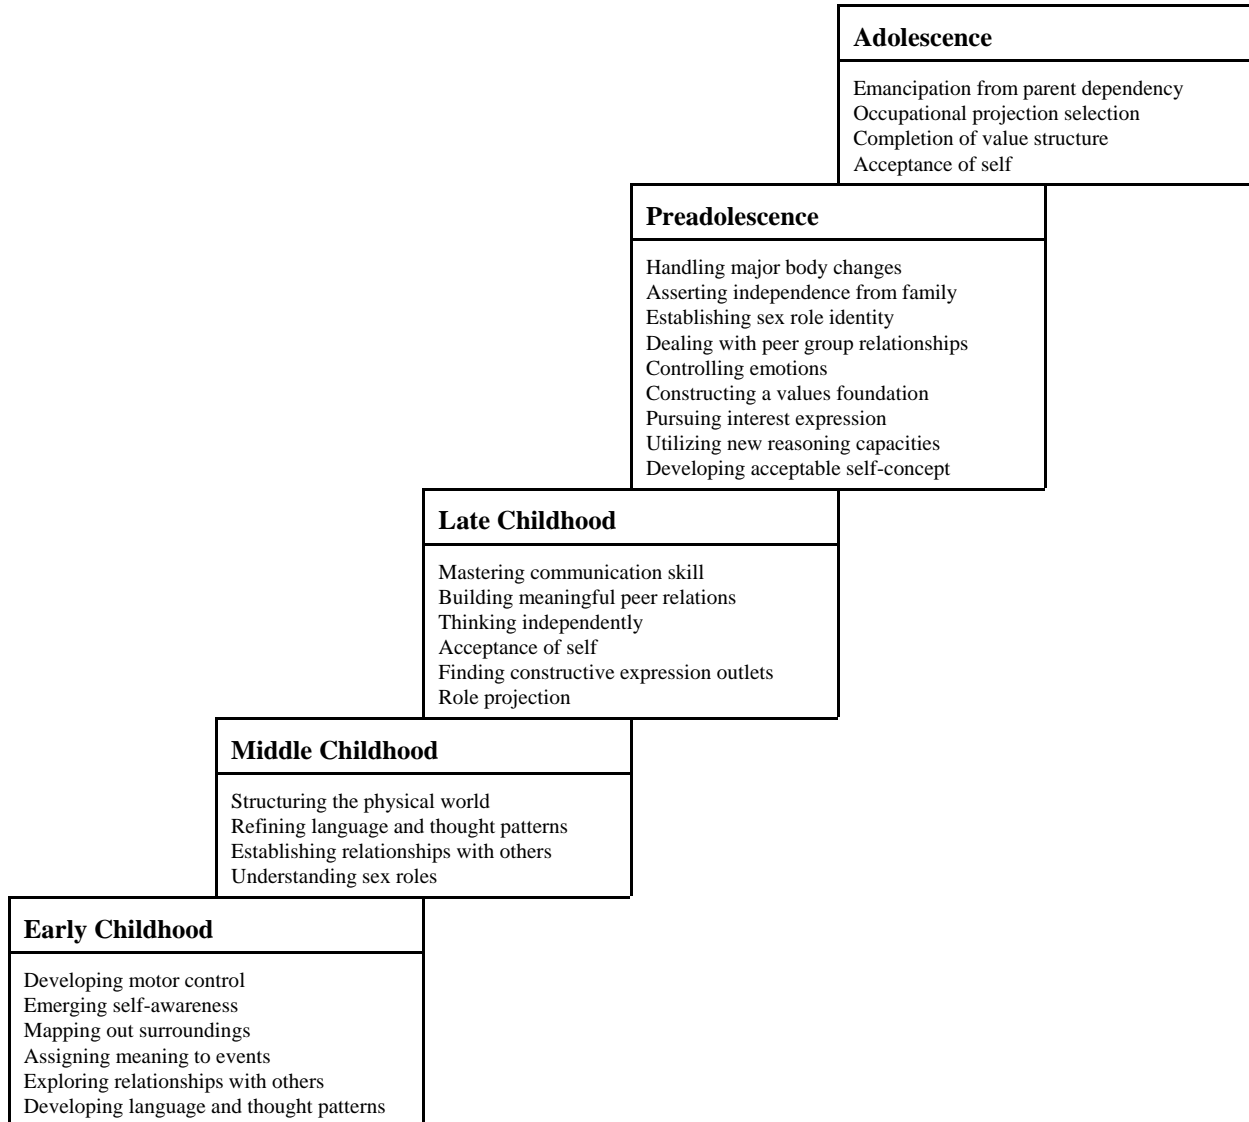 Adolescence
Emancipation from parent dependency
Occupational projection selection
Completion of value structure
Acceptance of self
Preadolescence
Handling major body changes
Asserting independence from family
Establishing sex role identity
Dealing with peer group relationships
Controlling emotions
Constructing a values foundation
Pursuing interest expression
Utilizing new reasoning capacities
Developing acceptable self-concept
Late Childhood
Mastering communication skill
Building meaningful peer relations
Thinking independently
Acceptance of self
Finding constructive expression outlets
Role projection
Middle Childhood
Structuring the physical world
Refining language and thought patterns
Establishing relationships with others
Understanding sex roles
Early Childhood
Developing motor control
Emerging self-awareness
Mapping out surroundings
Assigning meaning to events
Exploring relationships with others
Developing language and thought patterns